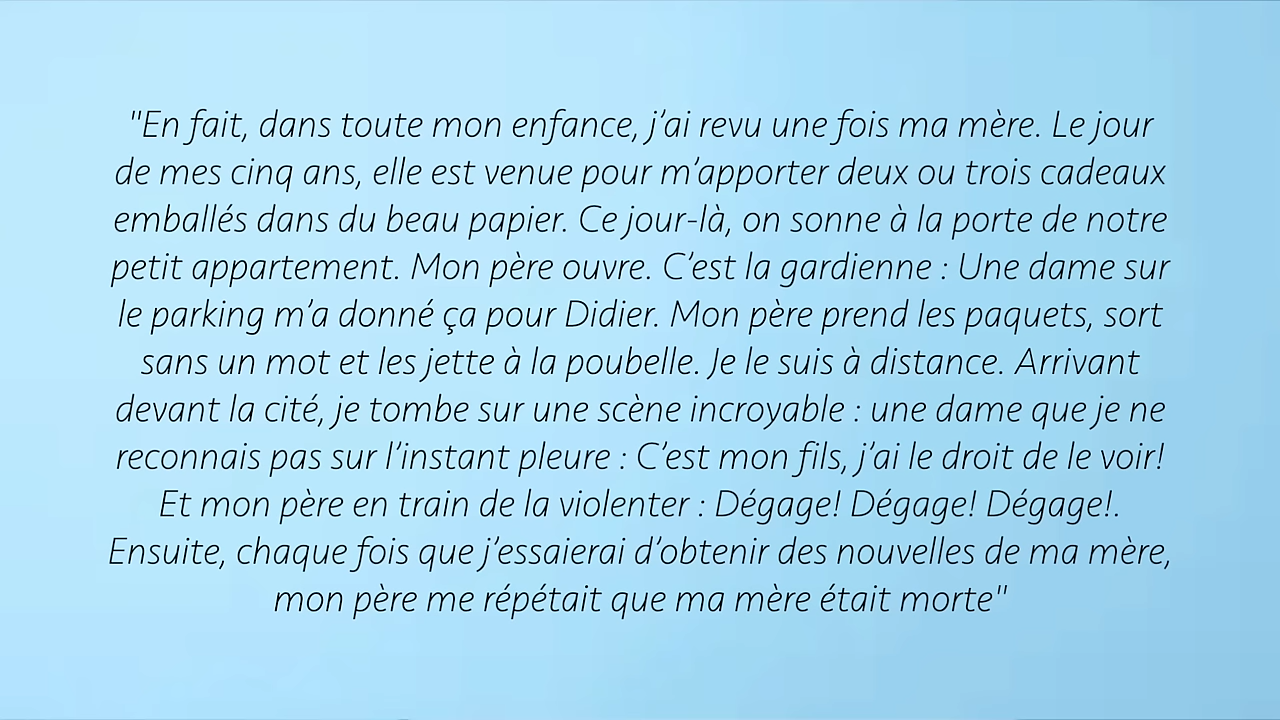 "En fait, dans toute mon enfance, j’ai revu une fois ma mère. Le jour
de mes cinq ans, elle est venue pour m’apporter deux ou trois cadeaux
emballés dans du beau papier. Ce jour-là, on sonne à la porte de notre
petit appartement. Mon père ouvre. C’est la gardienne : Une dame sur
le parking m’a donné ça pour Didier. Mon père prend les paquets, sort
sans un mot et les jette à la poubelle. Je le suis à distance. Arrivant
devant la cité, je tombe sur une scène incroyable : une dame que je ne
reconnais pas sur l’instant pleure : C’est mon fils, j’ai le droit de le voir!
Et mon père en train de la violenter : Dégage! Dégage! Dégage!.
Ensuite, chaque fois que j’essaierai d’obtenir des nouvelles de ma mère,
mon père me répétait que ma mère était morte"